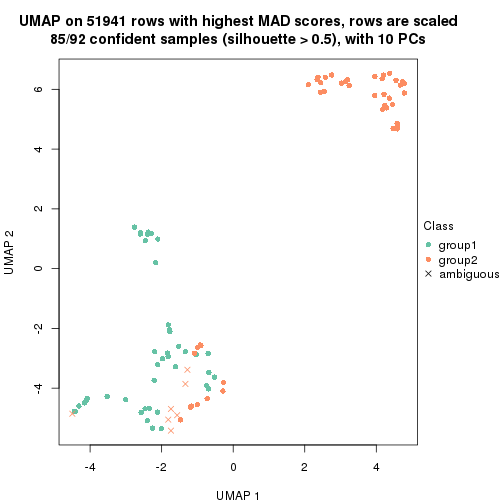 UMAP on 51941 rows with highest MAD scores, rows are scaled
85/92 confident samples (silhouette > 0.5), with 10 PCs
6
4
2
0
-2
-4
UMAP 2
Class
group1
group2
ambiguous
-4
-2
0
2
4
UMAP 1